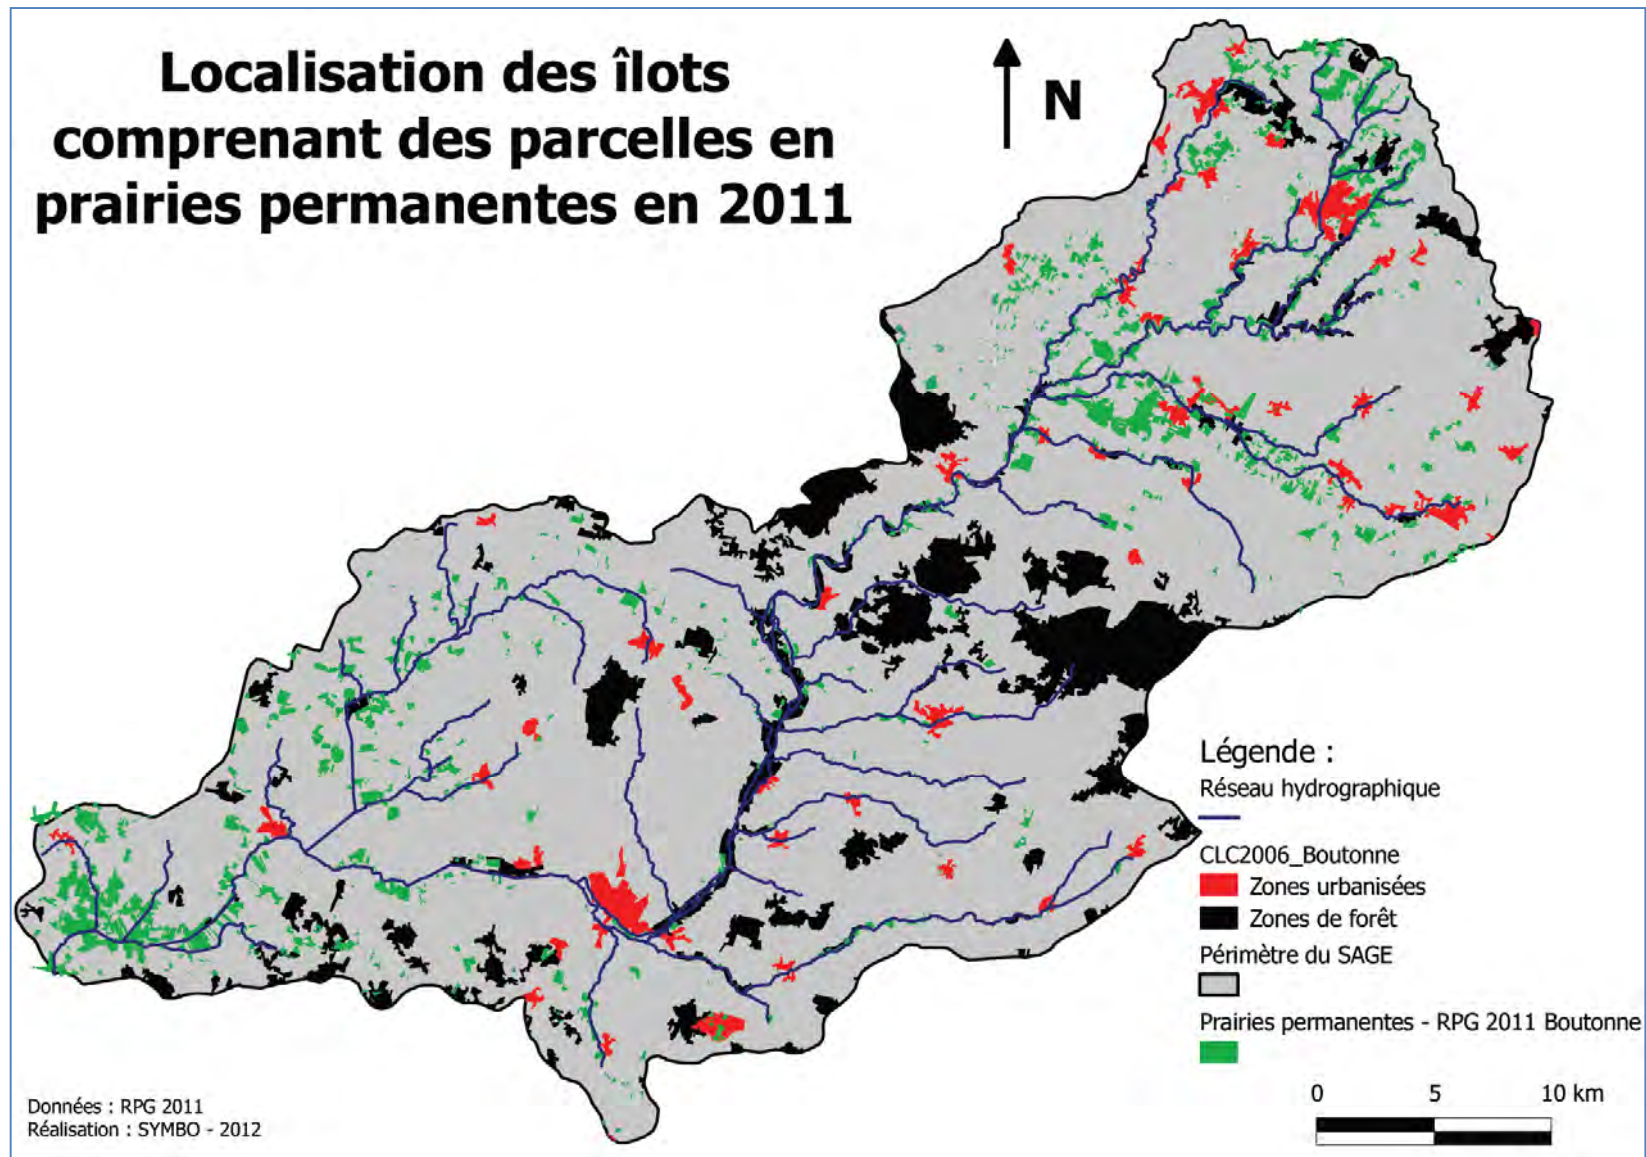 Localisation des îlots
comprenant des parcelles en
prairies permanentes en 2011
N
Légende :
Réseau hydrographique
CLC2006_Boutonne
Zones urbanisées
Zones de forêt
Périmètre du SAGE
Prairies permanentes - RPG 2011 Boutonne
0 5 10 km
Données : RPG 2011
Réalisation : SYMBO - 2012